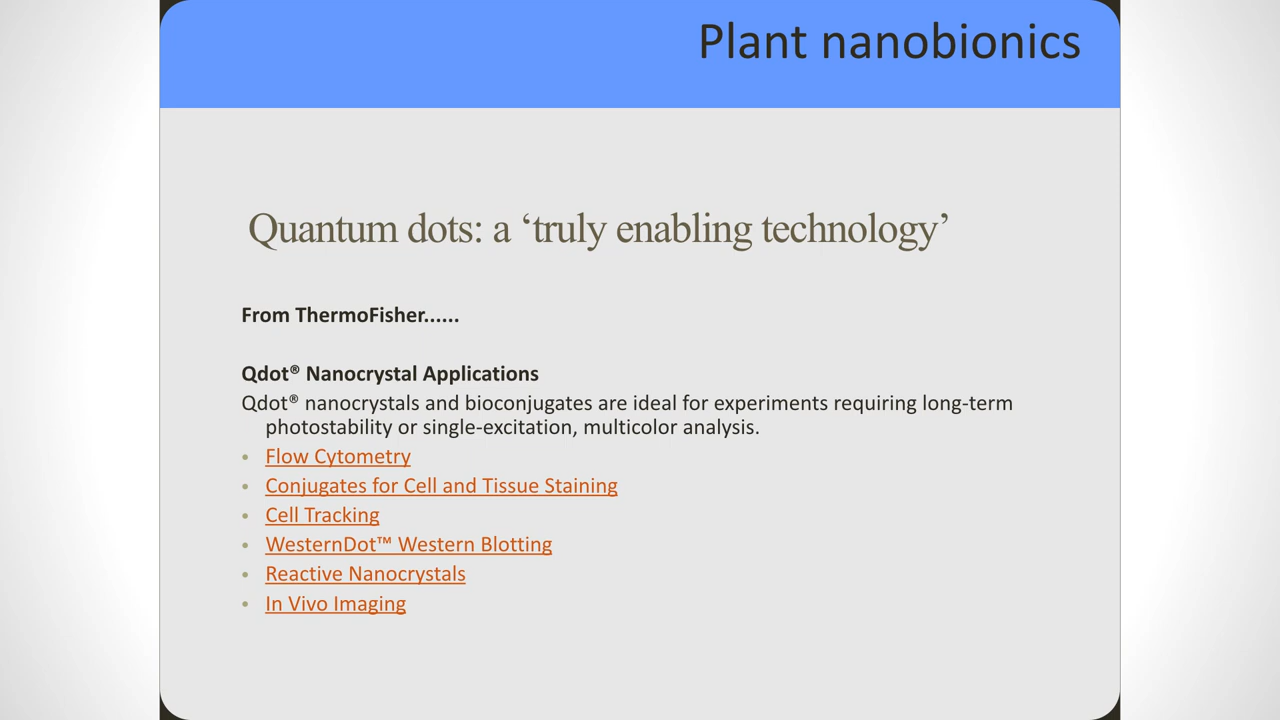 Plant nanobionics
Quantum dots: a ‘truly enabling technology’
From ThermoFisher......
Qdot® Nanocrystal Applications
Qdot® nanocrystals and bioconjugates are ideal for experiments requiring long-term
photostability or single-excitation, multicolor analysis.
• Flow Cytometry
• Conjugates for Cell and Tissue Staining
• Cell Tracking
• WesternDot™ Western Blotting
• Reactive Nanocrystals
• In Vivo Imaging